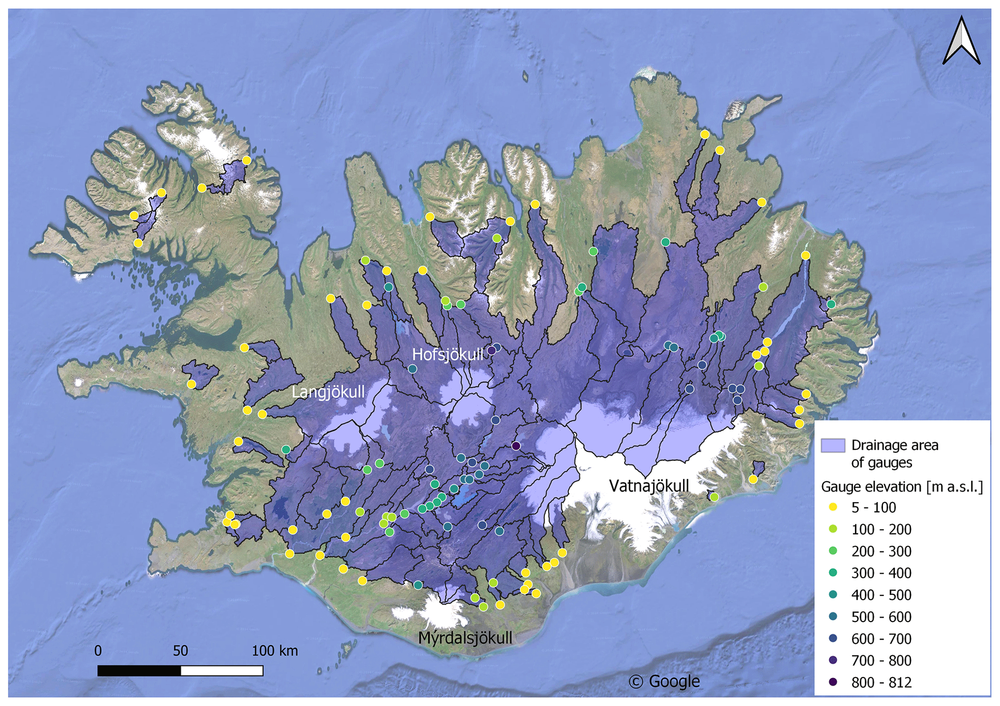 Hofsjökull
Langjökull
Vatnajökull
Mýrdalsjökull
Drainage area
of gauges
Gauge elevation [m a.s.l.]
5 - 100
100 - 200
200 - 300
300 - 400
400 - 500
500 - 600
600 - 700
700 - 800
800 - 812
0 50 100 km
© Google